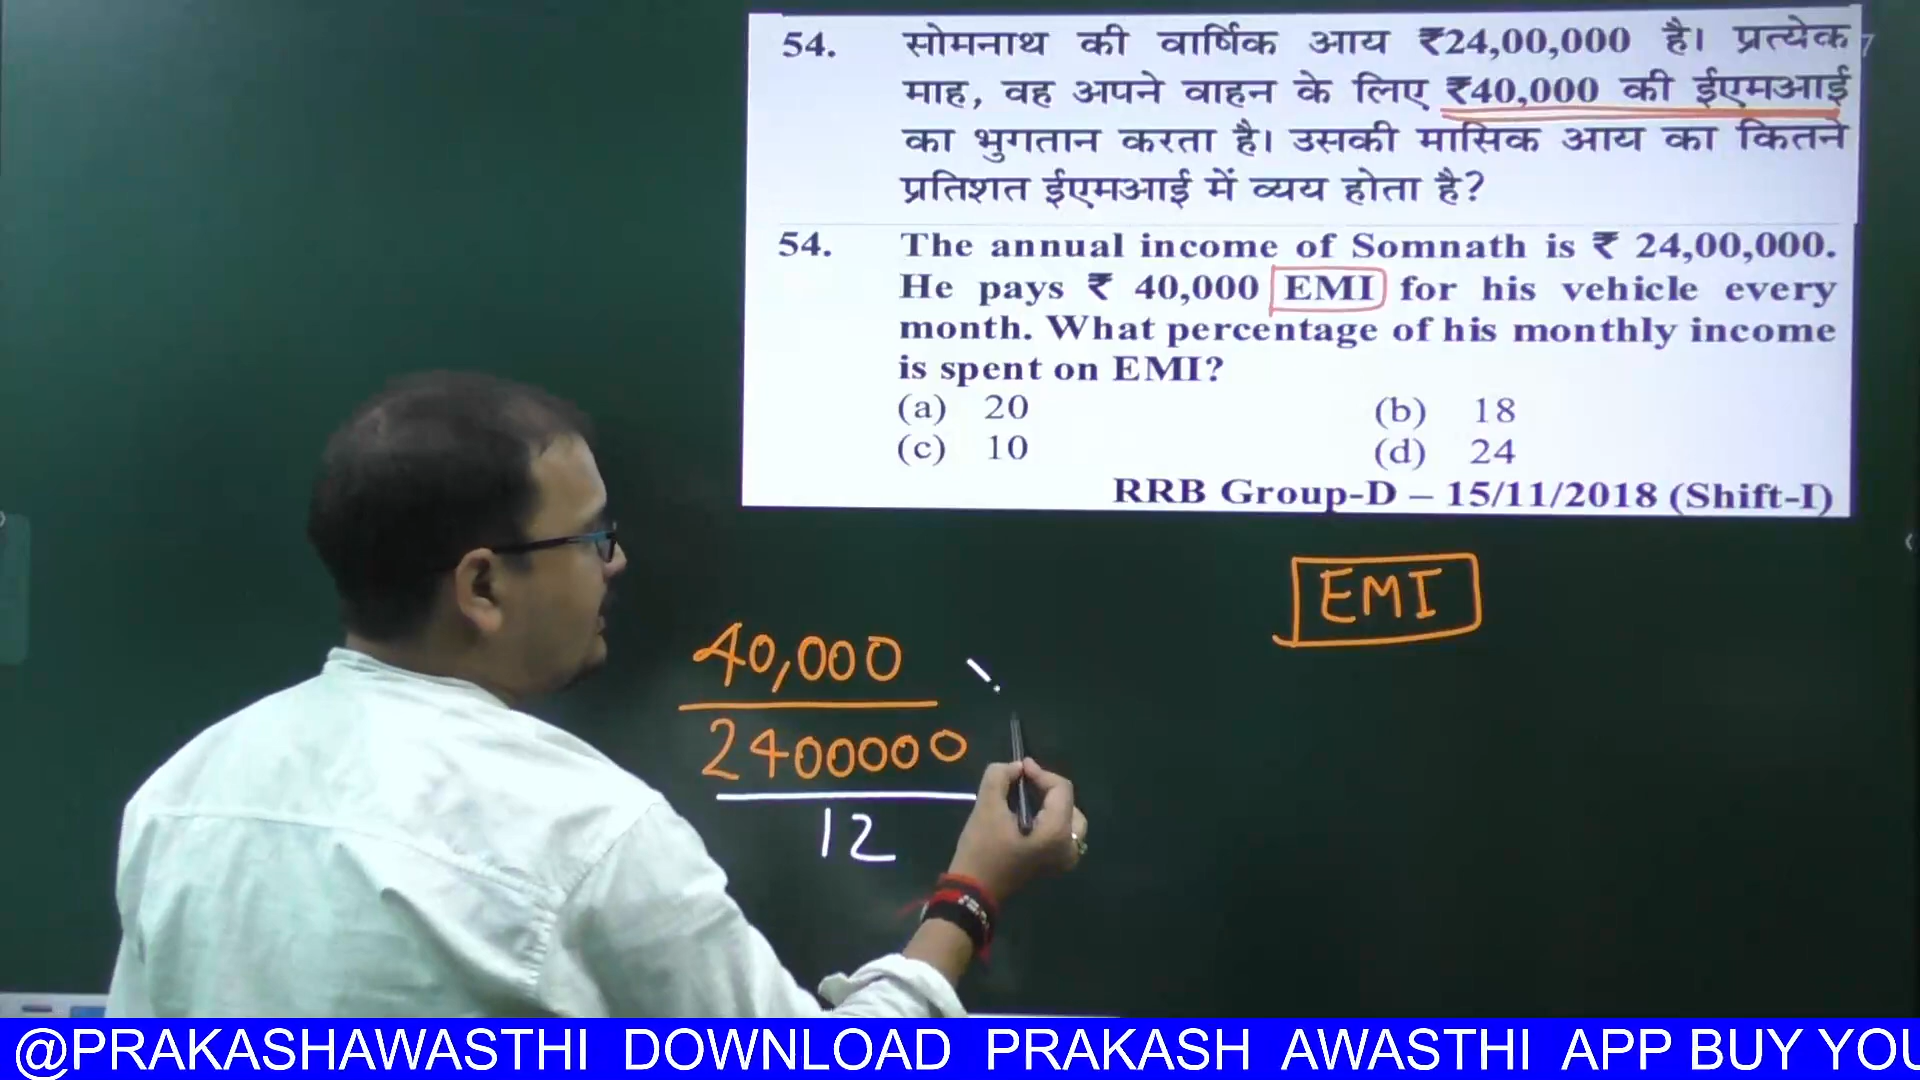 54. सोमनाथ की वार्षिक आय ₹24,00,000 है। प्रत्येक
माह, वह अपने वाहन के लिए ₹40,000 की ईएमआई
का भुगतान करता है। उसकी मासिक आय का कितने
प्रतिशत ईएमआई में व्यय होता है?
54. The annual income of Somnath is ₹ 24,00,000.
He pays ₹ 40,000 EMI for his vehicle every
month. What percentage of his monthly income
is spent on EMI?
(a) 20 (b) 18
(c) 10 (d) 24
RRB Group-D – 15/11/2018 (Shift-I)
EMI
40,000
2400000
12
@PRAKASHAWASTHI DOWNLOAD PRAKASH AWASTHI APP BUY YOU